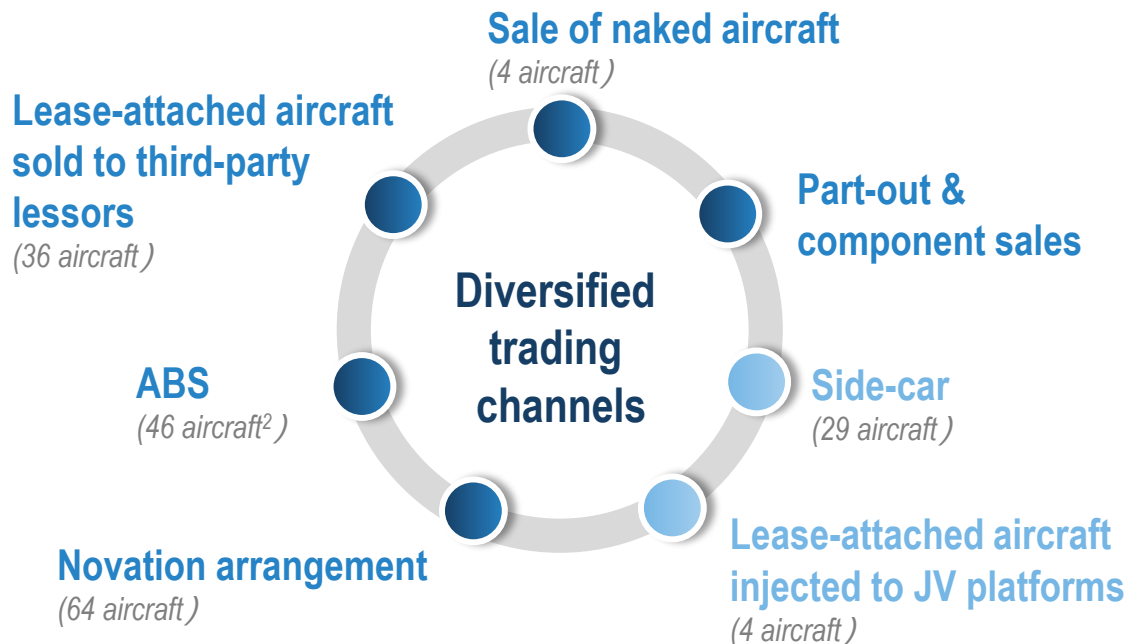 Sale of naked aircraft
(4 aircraft)
Lease-attached aircraft
sold to third-party
lessors
(36 aircraft)
Part-out &
component sales
Diversified
trading
channels
ABS
(46 aircraft²)
Side-car
(29 aircraft)
Novation arrangement
(64 aircraft)
Lease-attached aircraft
injected to JV platforms
(4 aircraft)